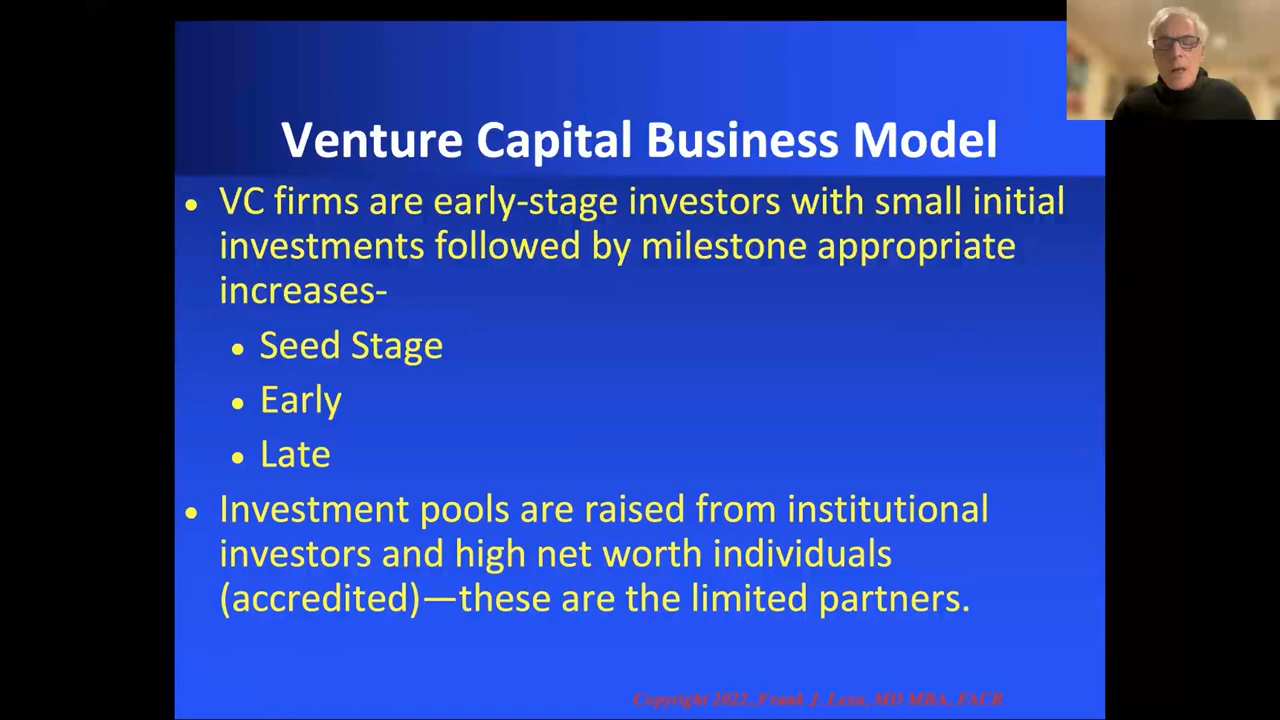 Venture Capital Business Model
• VC firms are early-stage investors with small initial
investments followed by milestone appropriate
increases-
• Seed Stage
• Early
• Late
• Investment pools are raised from institutional
investors and high net worth individuals
(accredited)—these are the limited partners.
Copyright 2022, Frank J. Lexa, MD MBA, FACR